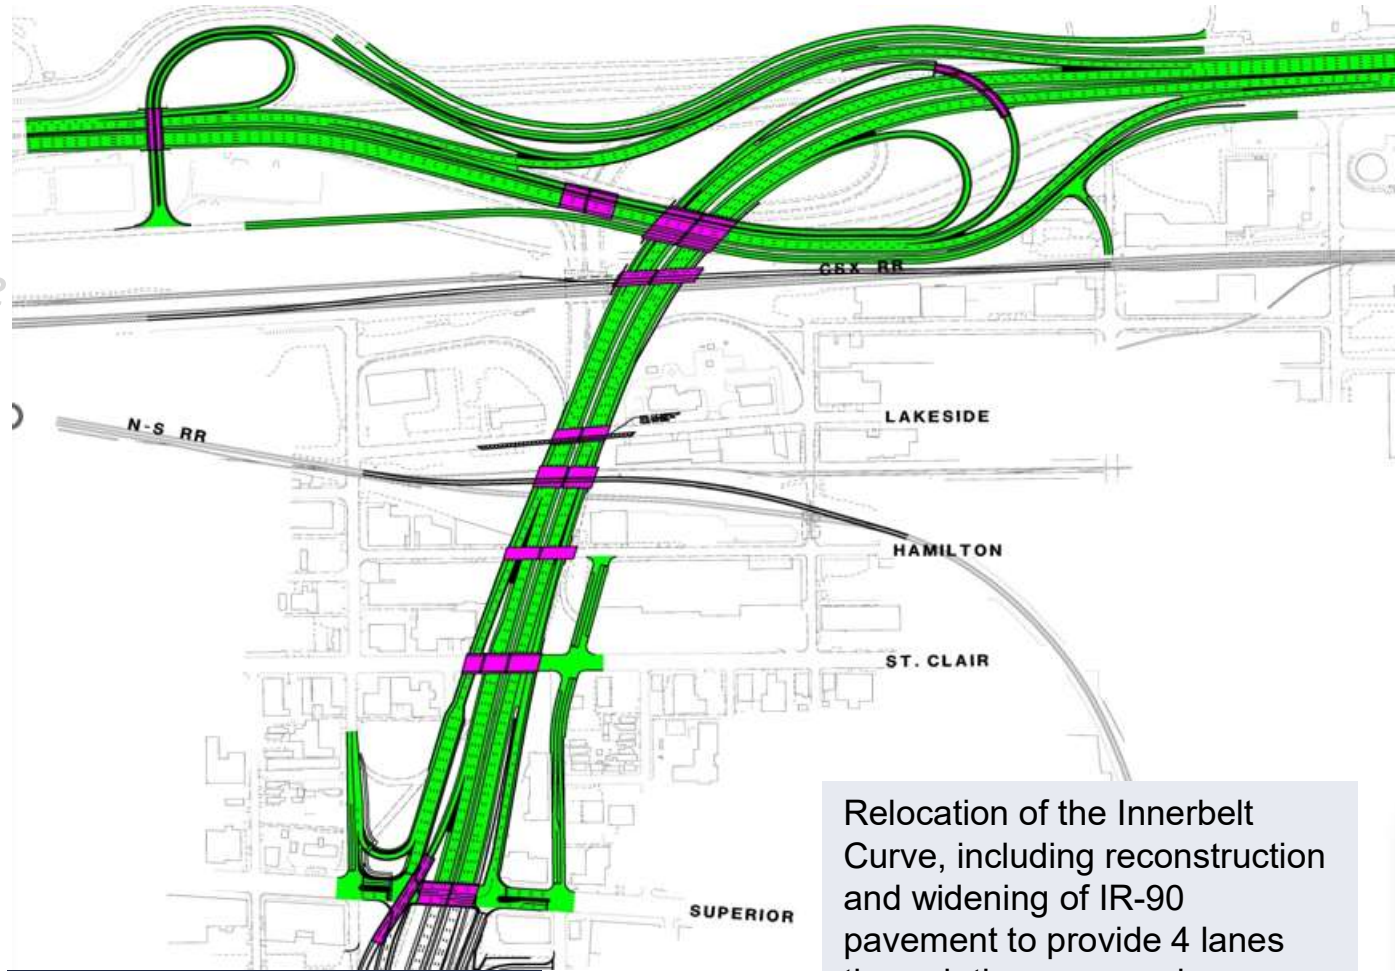 CSX RR
LAKESIDE
N-S RR
HAMILTON
ST. CLAIR
SUPERIOR
Relocation of the Innerbelt
Curve, including reconstruction
and widening of IR-90
pavement to provide 4 lanes